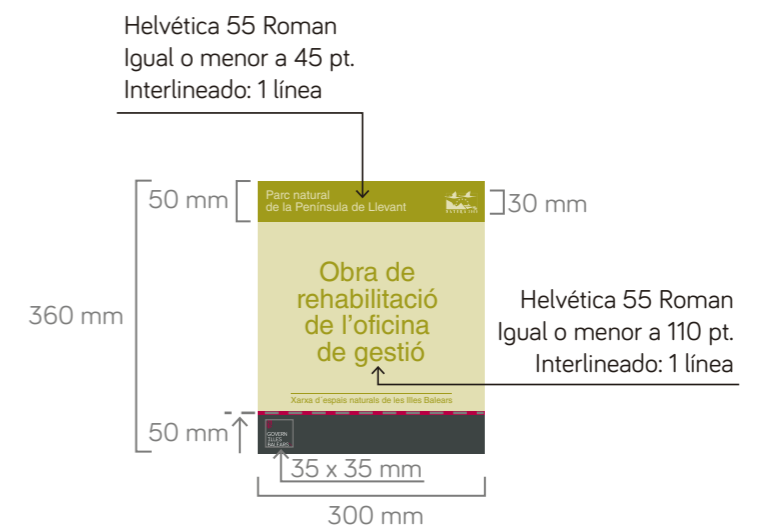 Helvética 55 Roman
Igual o menor a 45 pt.
Interlineado: 1 línea
50 mm
Parc natural
de la Península de Llevant
30 mm
360 mm
Obra de
rehabilitació
de l’oficina
de gestió
Helvética 55 Roman
Igual o menor a 110 pt.
Interlineado: 1 línea
Xarxa d´espais naturals de les Illes Balears
50 mm
GOVERN
ILLES
BALEARS
35 x 35 mm
300 mm